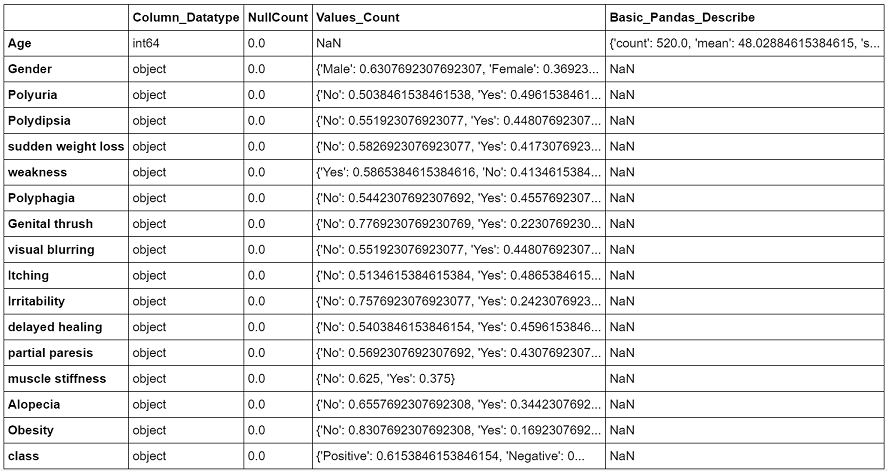 Column_Datatype NullCount Values_Count Basic_Pandas_Describe
Age int64 0.0 NaN {'count': 520.0, 'mean': 48.02884615384615, 's...
Gender object 0.0 {'Male': 0.6307692307692307, 'Female': 0.36923... NaN
Polyuria object 0.0 {'No': 0.5038461538461538, 'Yes': 0.4961538461... NaN
Polydipsia object 0.0 {'No': 0.551923076923077, 'Yes': 0.44807692307... NaN
sudden weight loss object 0.0 {'No': 0.5826923076923077, 'Yes': 0.4173076923... NaN
weakness object 0.0 {'Yes': 0.5865384615384616, 'No': 0.4134615384... NaN
Polyphagia object 0.0 {'No': 0.5442307692307692, 'Yes': 0.4557692307... NaN
Genital thrush object 0.0 {'No': 0.7769230769230769, 'Yes': 0.2230769230... NaN
visual blurring object 0.0 {'No': 0.551923076923077, 'Yes': 0.44807692307... NaN
Itching object 0.0 {'No': 0.5134615384615384, 'Yes': 0.4865384615... NaN
Irritability object 0.0 {'No': 0.7576923076923077, 'Yes': 0.2423076923... NaN
delayed healing object 0.0 {'No': 0.5403846153846154, 'Yes': 0.4596153846... NaN
partial paresis object 0.0 {'No': 0.5692307692307692, 'Yes': 0.4307692307... NaN
muscle stiffness object 0.0 {'No': 0.625, 'Yes': 0.375} NaN
Alopecia object 0.0 {'No': 0.6557692307692308, 'Yes': 0.3442307692... NaN
Obesity object 0.0 {'No': 0.8307692307692308, 'Yes': 0.1692307692... NaN
class object 0.0 {'Positive': 0.6153846153846154, 'Negative': 0... NaN